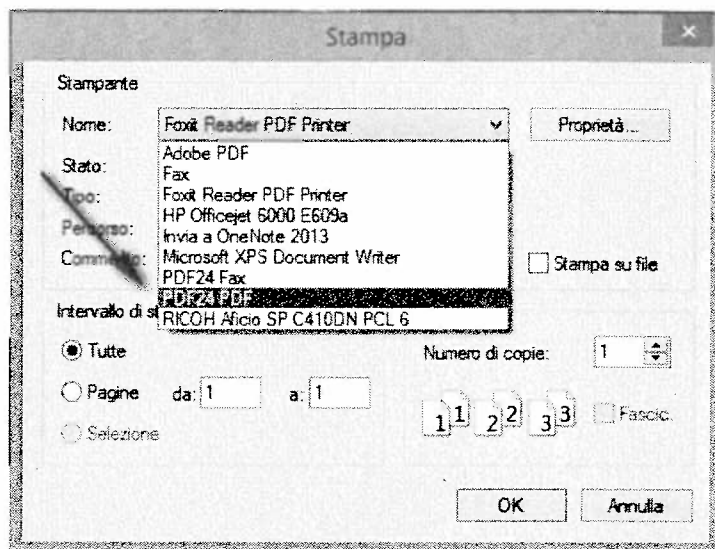 Stampa
Stampante
Nome: Foxit Reader PDF Printer Proprietà...
Stato:
Tipo:
Percorso:
Commento:
Adobe PDF
Fax
Foxit Reader PDF Printer
HP Officejet 6000 E609a
Invia a OneNote 2013
Microsoft XPS Document Writer
PDF24 Fax
PDF24 PDF
RICOH Aficio SP C410DN PCL 6
Stampa su file
Intervallo di st
Tutte
Pagine da: 1 a: 1
Selezione
Numero di copie: 1
1 1 2 2 3 3 Fascic.
OK Annulla